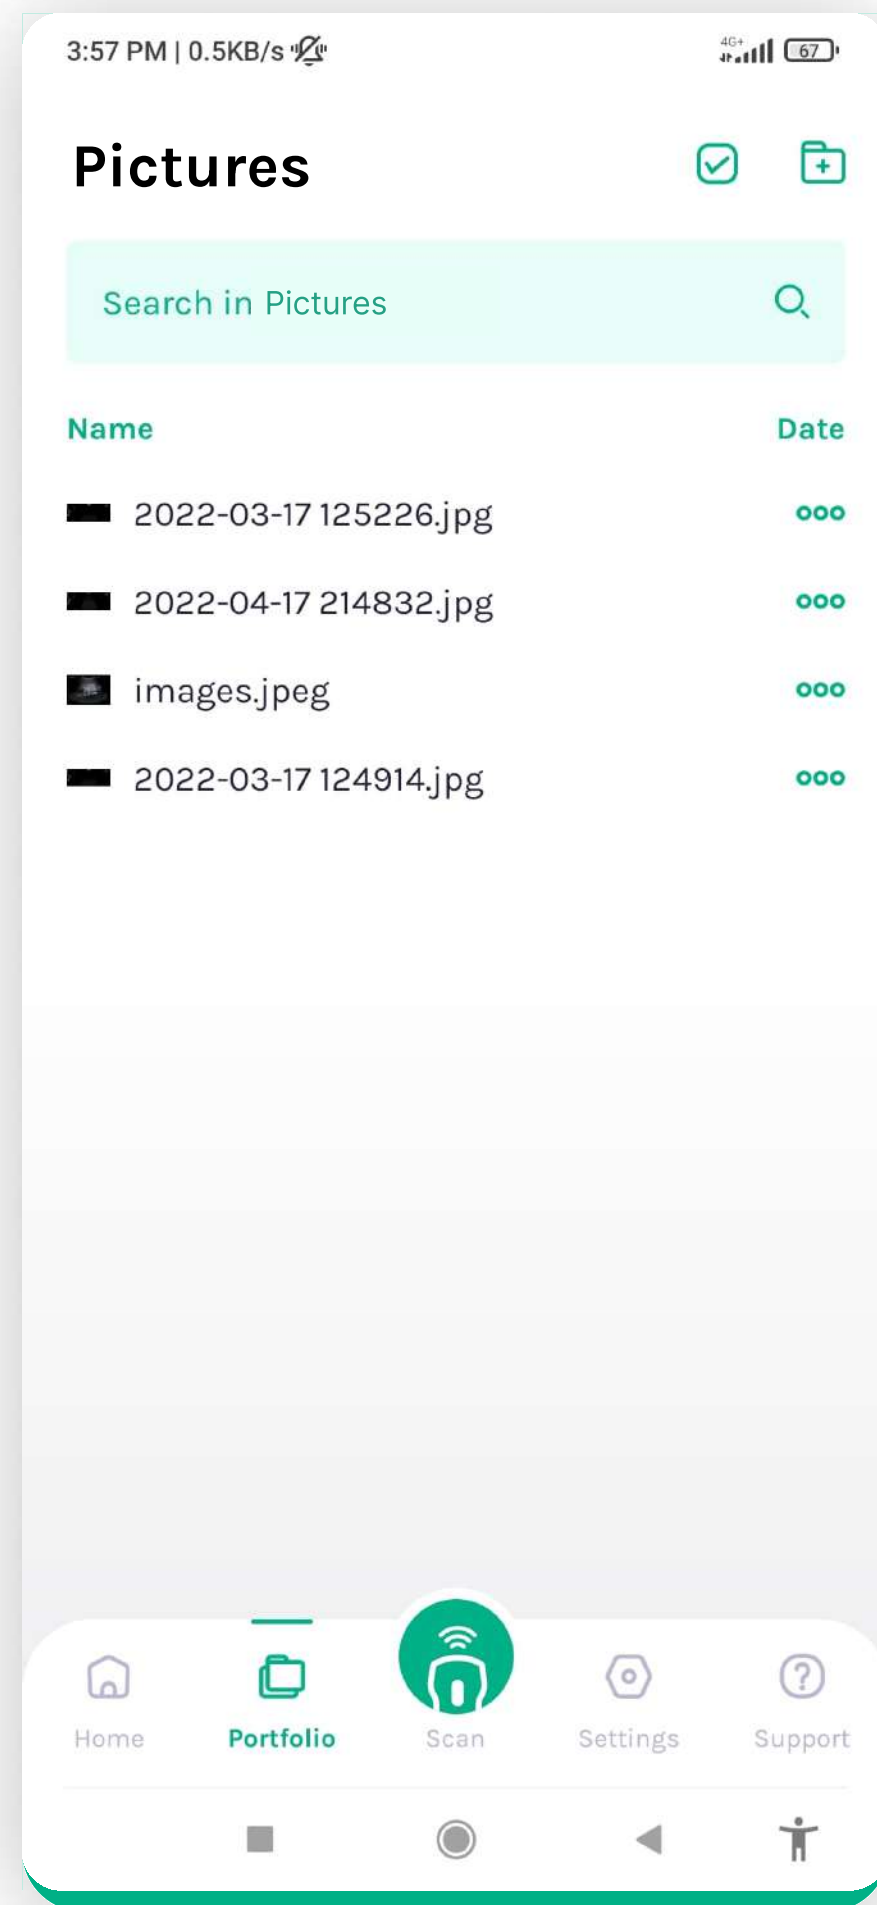 3:57 PM | 0.5KB/s 4G+ 67
Pictures
Search in Pictures
Name Date
2022-03-17 125226.jpg
2022-04-17 214832.jpg
images.jpeg
2022-03-17 124914.jpg
Home Portfolio Scan Settings Support